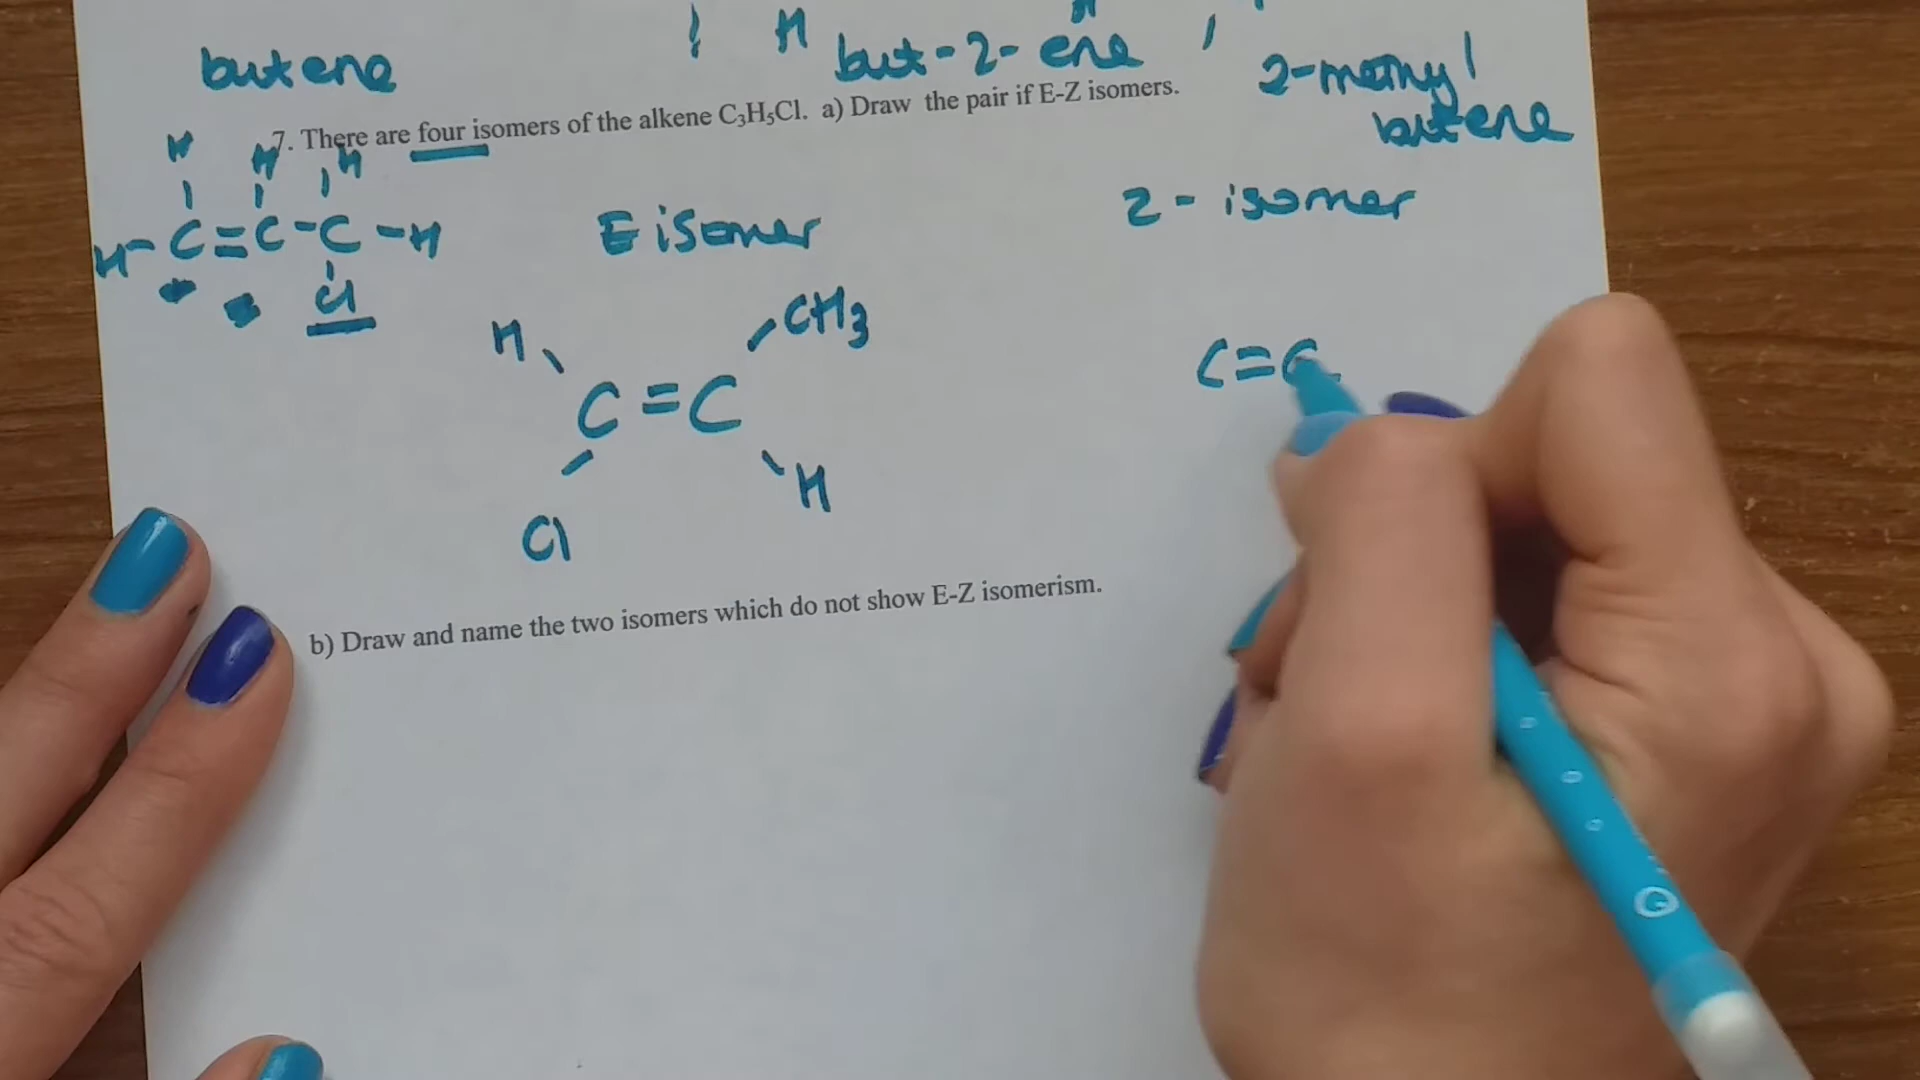 butene
H
but-2-ene
2-methyl
butene
7. There are four isomers of the alkene C₃H₅Cl. a) Draw the pair if E-Z isomers.
H H H
H-C=C-C-H
Cl
E isomer
Z - isomer
H CH₃
C=C
Cl H
C=C
b) Draw and name the two isomers which do not show E-Z isomerism.